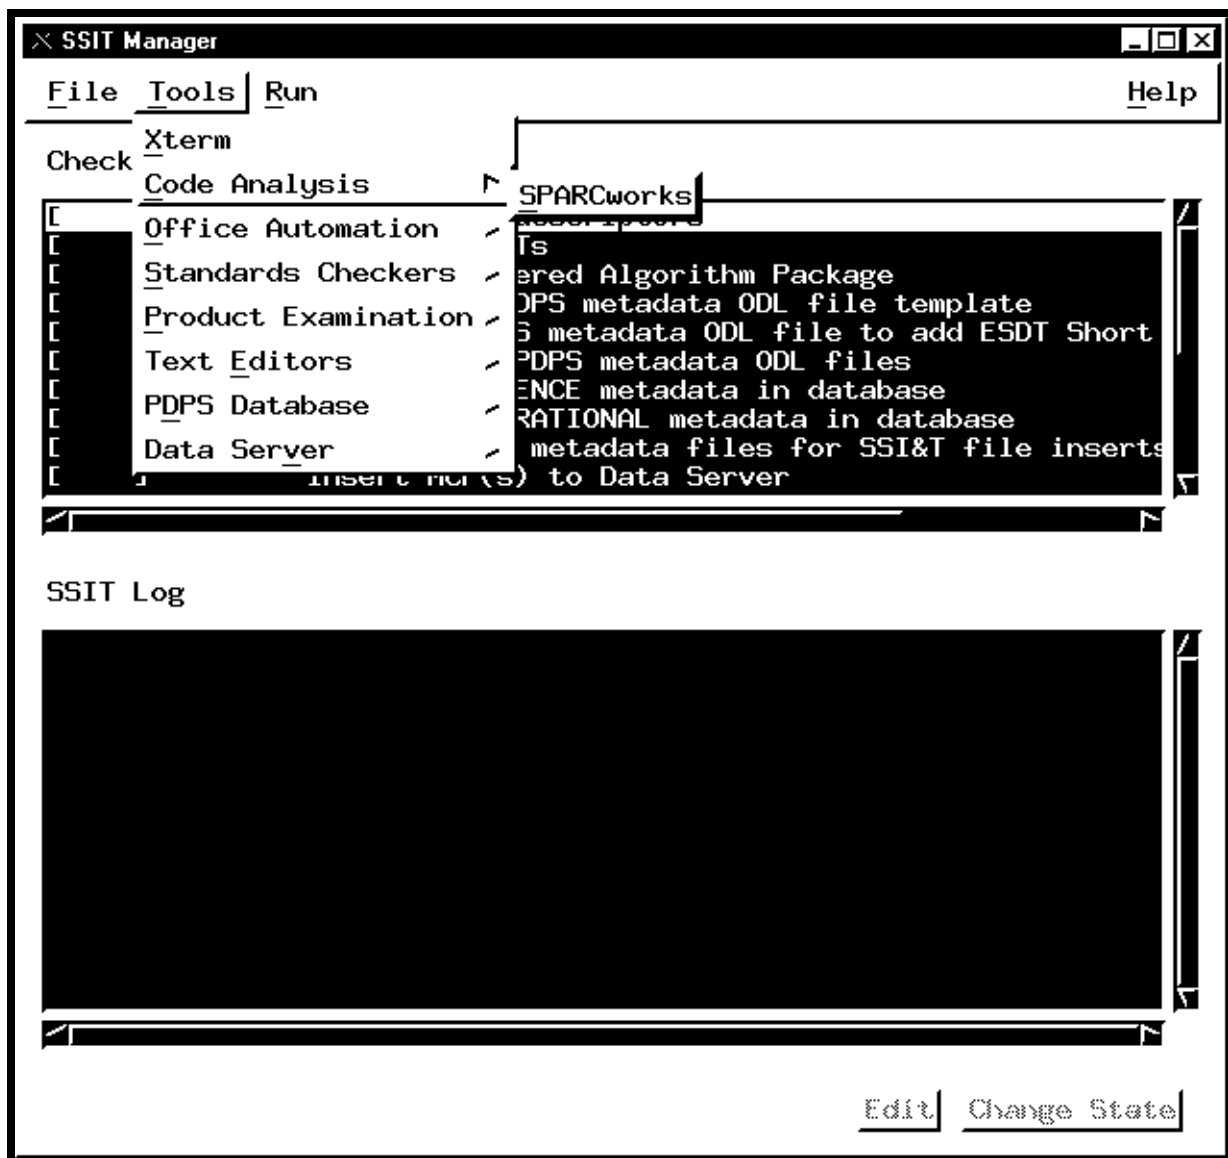 SSIT Manager
File Tools Run Help
Check
Xterm
Code Analysis
SPARCworks
Office Automation
Standards Checkers
Product Examination
Text Editors
PDPS Database
Data Server
[
[ Ts
[ ered Algorithm Package
[ DPS metadata ODL file template
[ S metadata ODL file to add ESDT Short
[ PDPS metadata ODL files
[ ENCE metadata in database
[ RATIONAL metadata in database
[ metadata files for SSI&T file inserts
[ ] Insert MCF(s) to Data Server
SSIT Log
Edit Change State